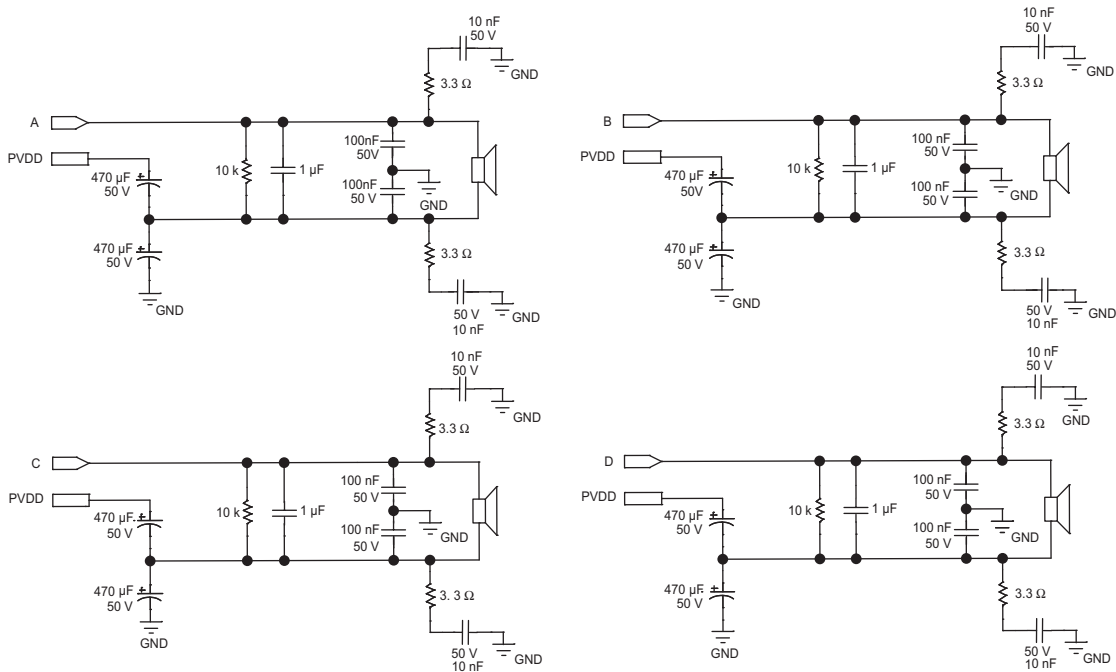 10 nF
50 V
GND
3.3 Ω
A
PVDD
470 µF
50 V
10 k
1 µF
100nF
50V
100nF
50 V
GND
470 µF
50 V
GND
3.3 Ω
50 V
10 nF
GND
10 nF
50 V
GND
3.3 Ω
B
PVDD
470 µF
50V
10 k
1 µF
100 nF
50 V
100 nF
50 V
GND
470 µF
50 V
GND
3.3 Ω
50 V
10 nF
GND
10 nF
50 V
GND
3.3 Ω
C
PVDD
470 µF
50 V
10 k
1 µF
100 nF
50 V
100 nF
50 V
GND
470 µF
50 V
GND
3. 3 Ω
50 V
10 nF
GND
10 nF
50 V
GND
3.3 Ω
D
PVDD
470 µF
50 V
10 k
1 µF
100 nF
50 V
100 nF
50 V
GND
470 µF
50 V
GND
3.3 Ω
50 V
10 nF
GND